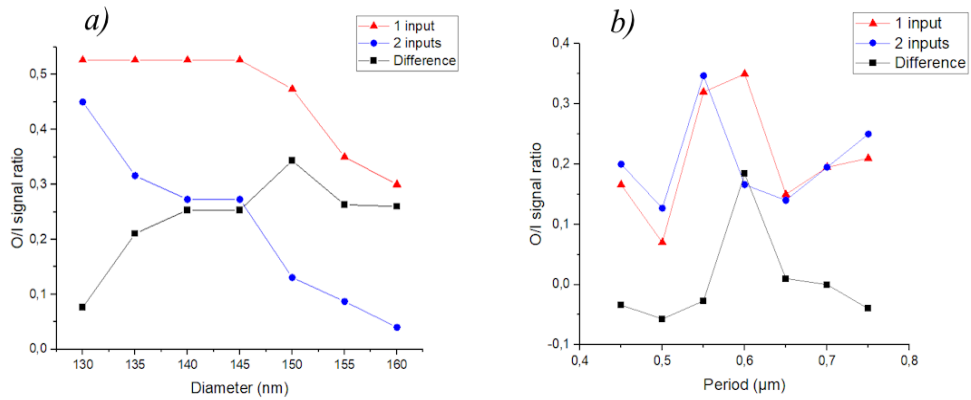 a)
1 input
2 inputs
Difference
O/I signal ratio
0,5
0,4
0,3
0,2
0,1
0,0
130 135 140 145 150 155 160
Diameter (nm)
b)
1 input
2 inputs
Difference
O/I signal ratio
0,4
0,3
0,2
0,1
0,0
-0,1
0,4 0,5 0,6 0,7 0,8
Period (μm)